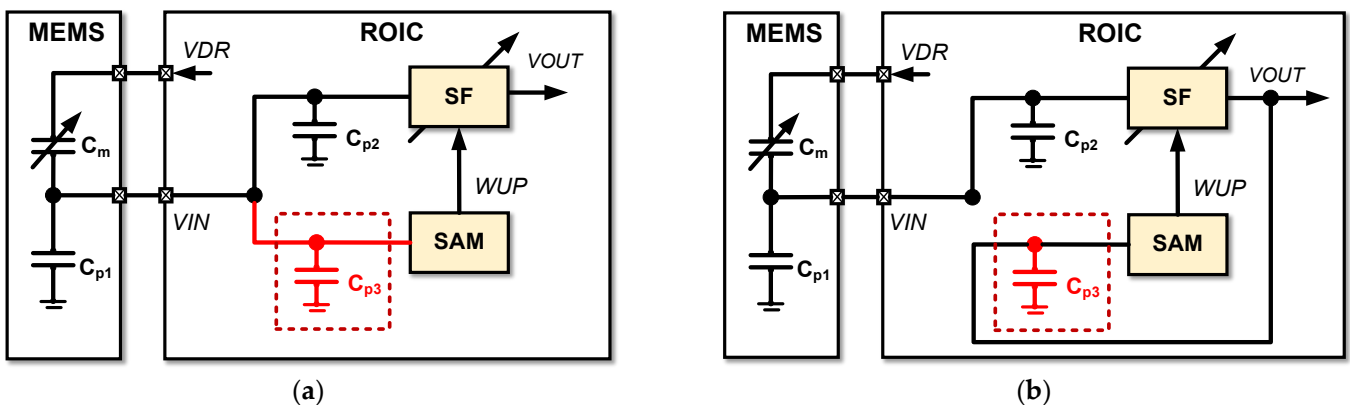 MEMS
ROIC
VDR
VOUT
SF
Cm
Cp2
WUP
VIN
SAM
Cp1
Cp3
(a)
MEMS
ROIC
VDR
VOUT
SF
Cm
Cp2
WUP
VIN
SAM
Cp1
Cp3
(b)